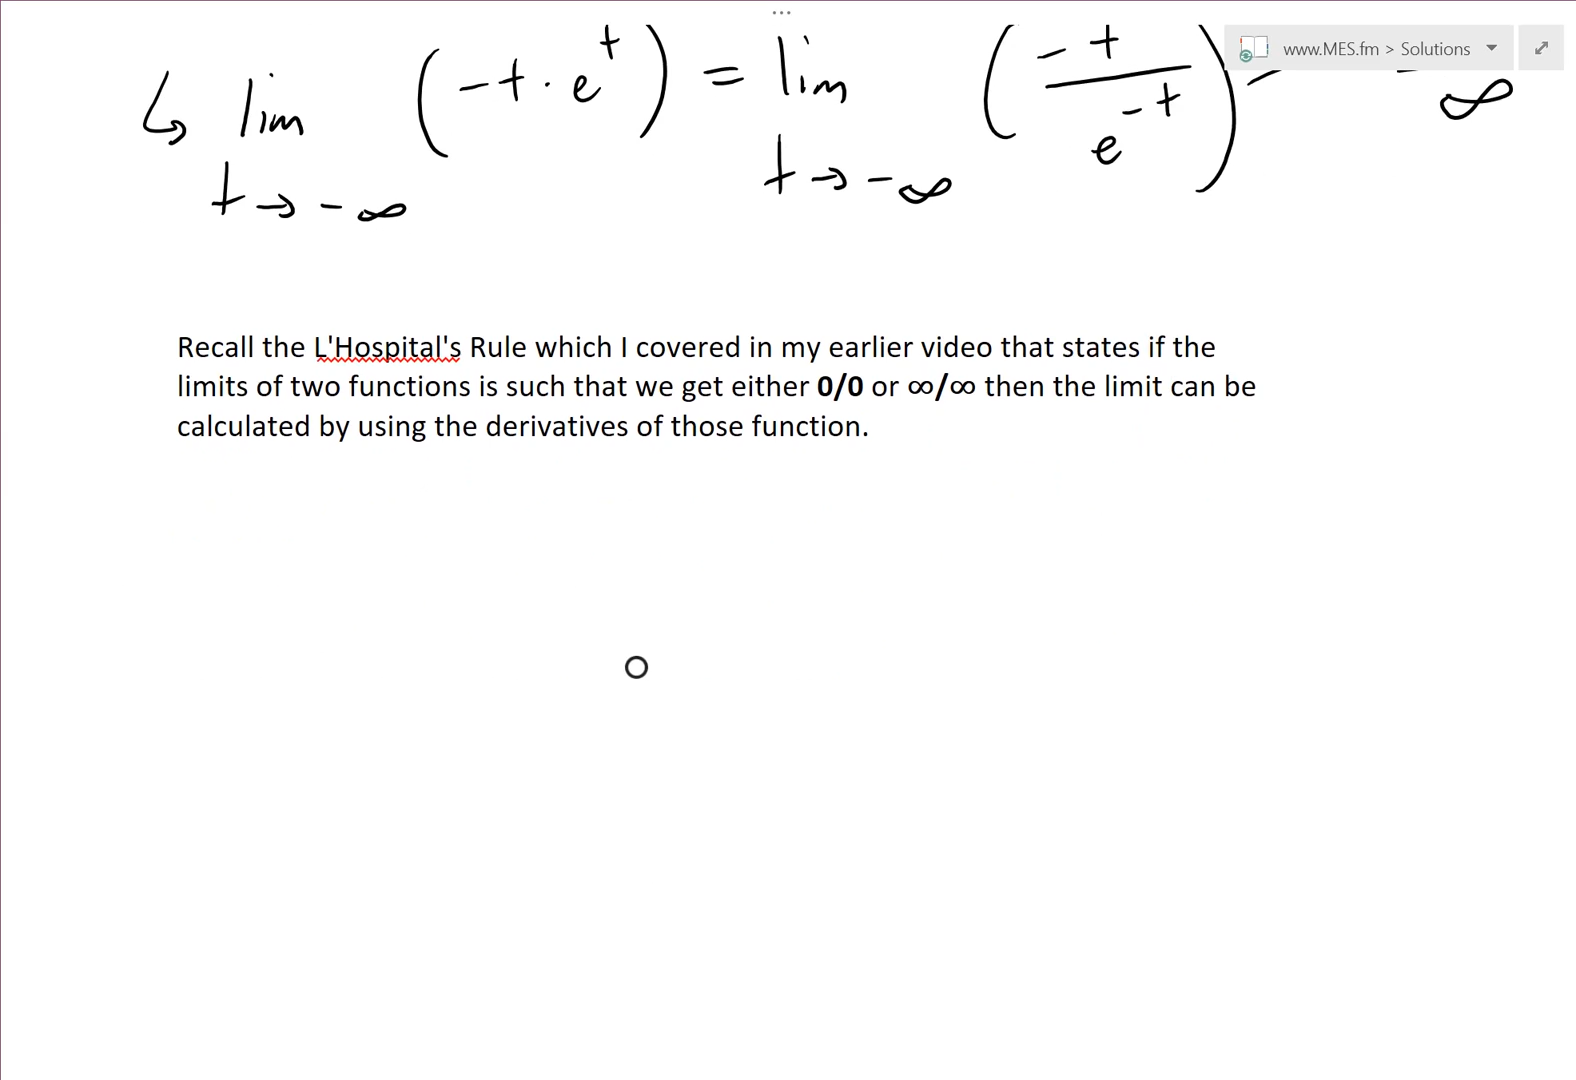 www.MES.fm > Solutions
↳ lim (-t · e^t) = lim (-t / e^-t) = ∞
t → -∞ t → -∞
Recall the L'Hospital's Rule which I covered in my earlier video that states if the
limits of two functions is such that we get either 0/0 or ∞/∞ then the limit can be
calculated by using the derivatives of those function.